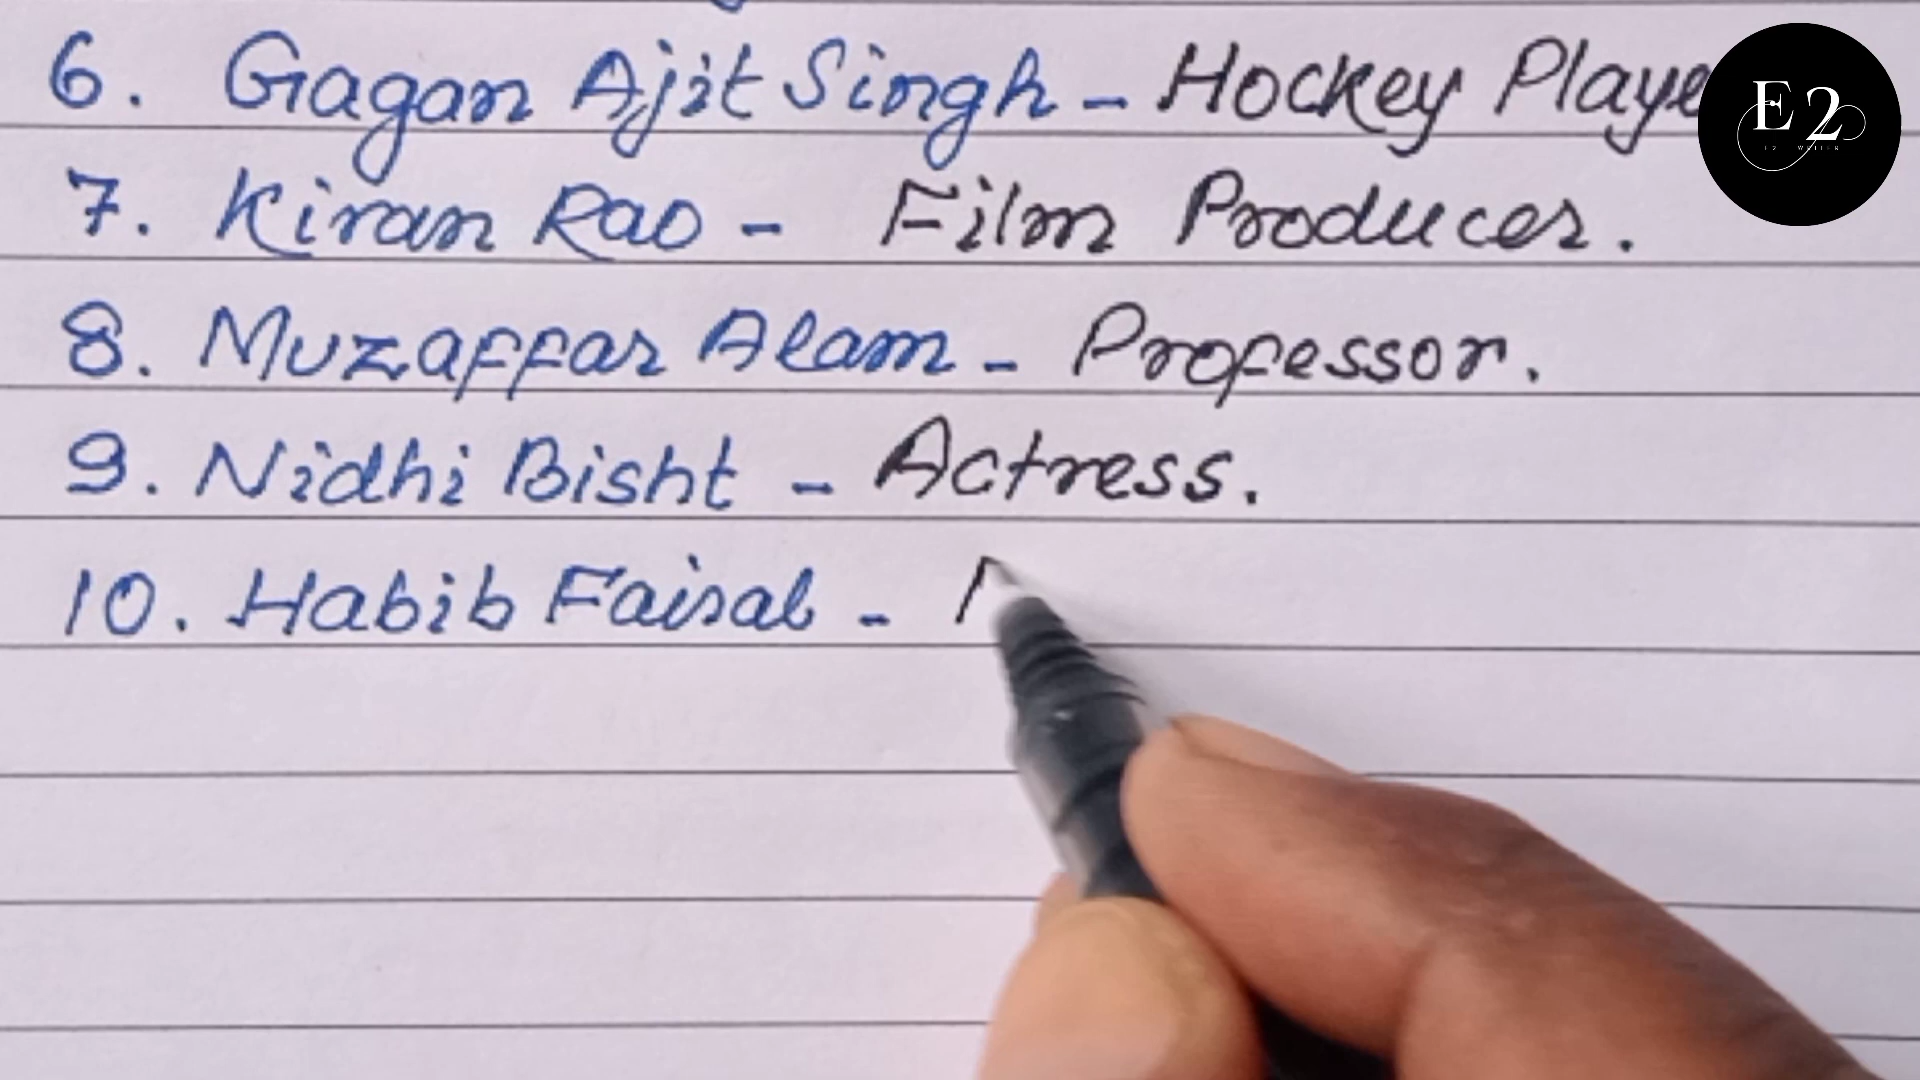 6. Gagan Ajit Singh - Hockey Playe
7. Kiran Rao - Film Producer.
8. Muzaffar Alam - Professor.
9. Nidhi Bisht - Actress.
10. Habib Faisal -
E2